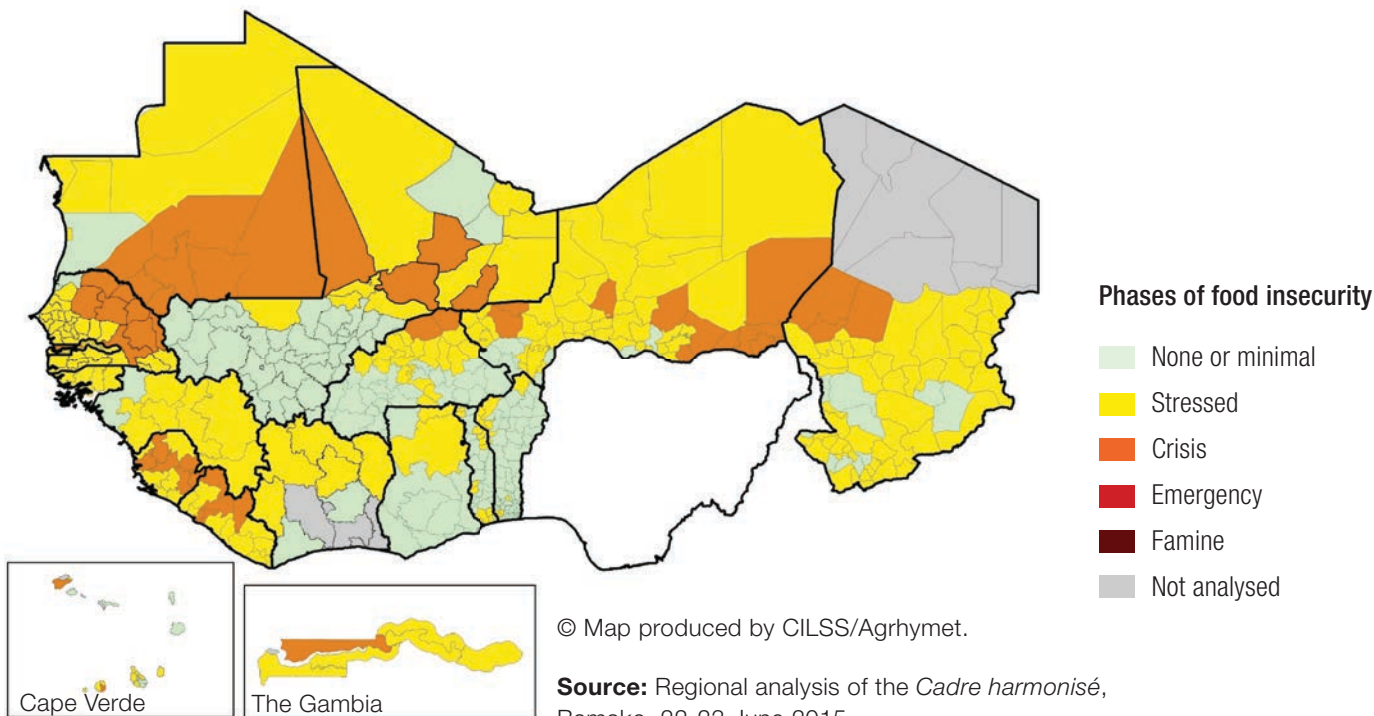 Phases of food insecurity
None or minimal
Stressed
Crisis
Emergency
Famine
Not analysed
Cape Verde
The Gambia
© Map produced by CILSS/Agrhymet.
Source: Regional analysis of the Cadre harmonisé,